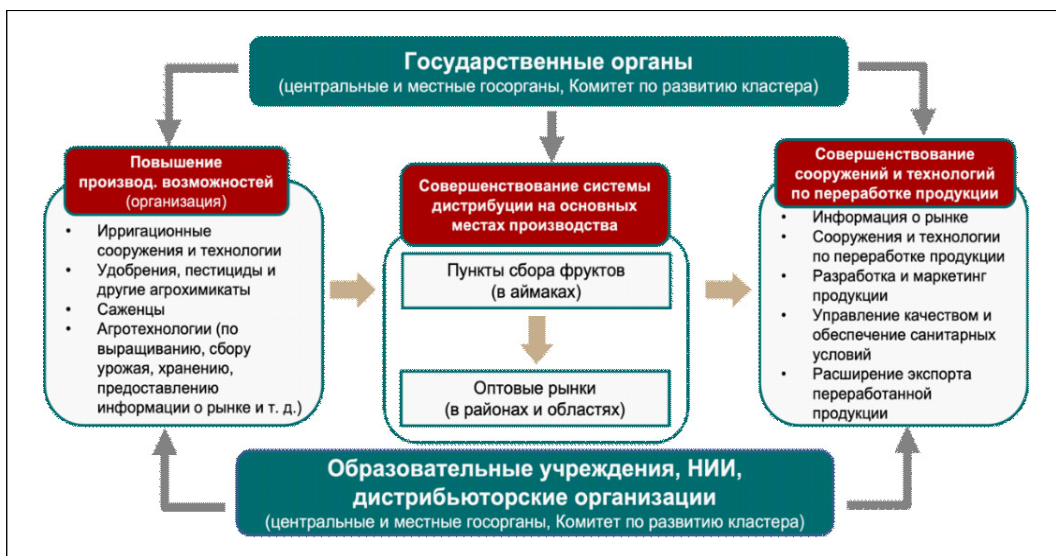 Государственные органы
(центральные и местные госорганы, Комитет по развитию кластера)
Повышение
производ. возможностей
(организация)
• Ирригационные
сооружения и технологии
• Удобрения, пестициды и
другие агрохимикаты
• Саженцы
• Агротехнологии (по
выращиванию, сбору
урожая, хранению,
предоставлению
информации о рынке и т. д.)
Совершенствование системы
дистрибуции на основных
местах производства
Пункты сбора фруктов
(в аймаках)
Оптовые рынки
(в районах и областях)
Совершенствование
сооружений и технологий
по переработке продукции
• Информация о рынке
• Сооружения и технологии
по переработке продукции
• Разработка и маркетинг
продукции
• Управление качеством и
обеспечение санитарных
условий
• Расширение экспорта
переработанной
продукции
Образовательные учреждения, НИИ,
дистрибьюторские организации
(центральные и местные госорганы, Комитет по развитию кластера)